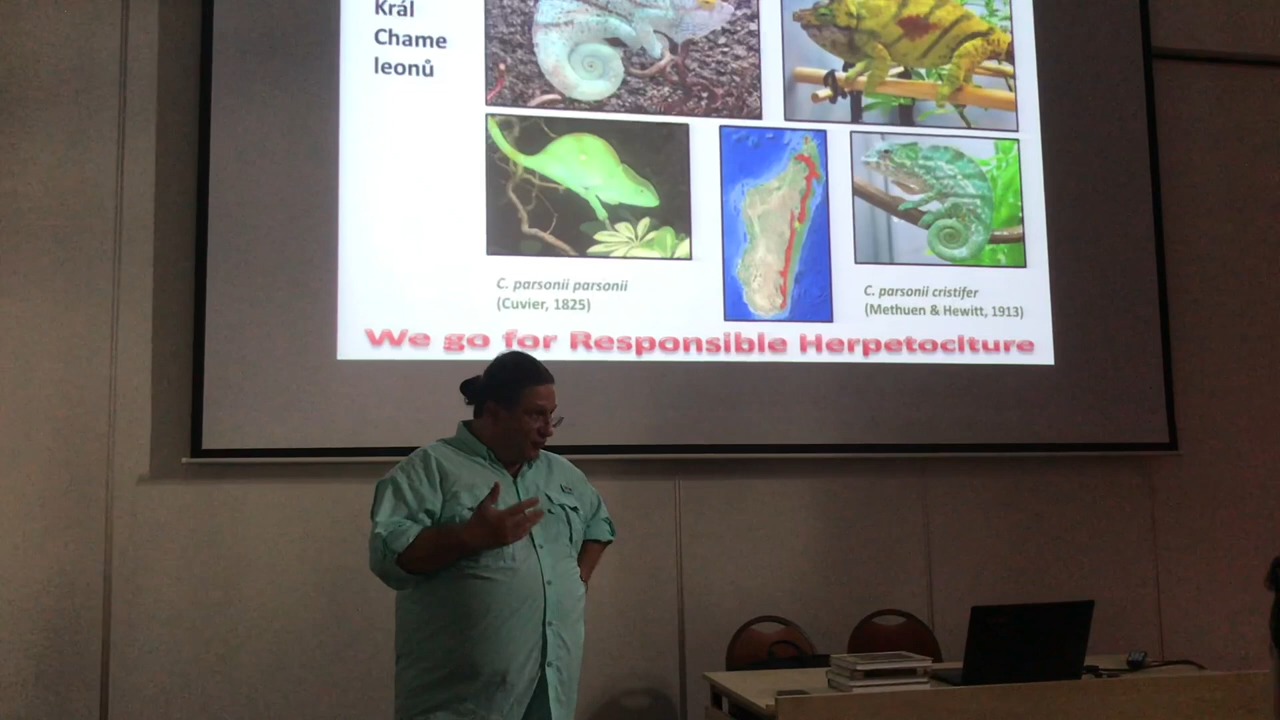 Král
Chame
leonů
C. parsonii parsonii
(Cuvier, 1825)
C. parsonii cristifer
(Methuen & Hewitt, 1913)
We go for Responsible Herpetoclture